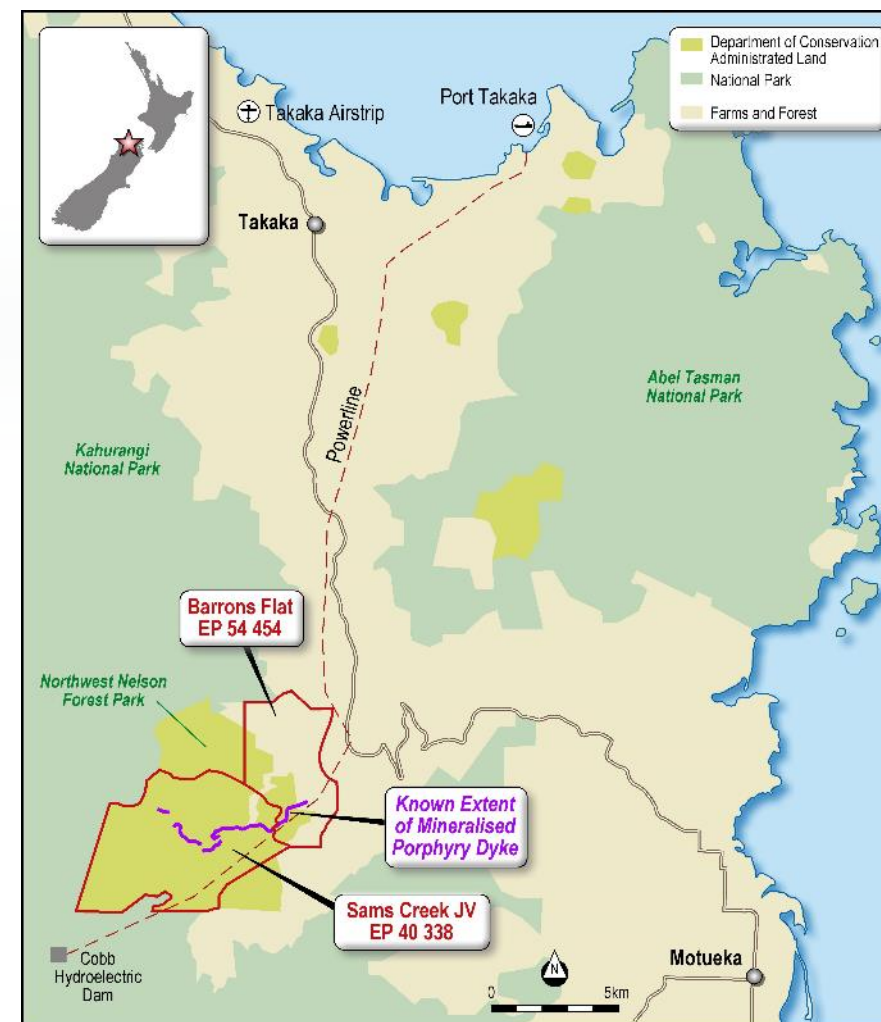 Department of Conservation
Administrated Land
National Park
Farms and Forest
Port Takaka
Takaka Airstrip
Takaka
Powerline
Abel Tasman
National Park
Kahurangi
National Park
Barrons Flat
EP 54 454
Northwest Nelson
Forest Park
Known Extent
of Mineralised
Porphyry Dyke
Sams Creek JV
EP 40 338
Cobb
Hydroelectric
Dam
N
0
5km
Motueka